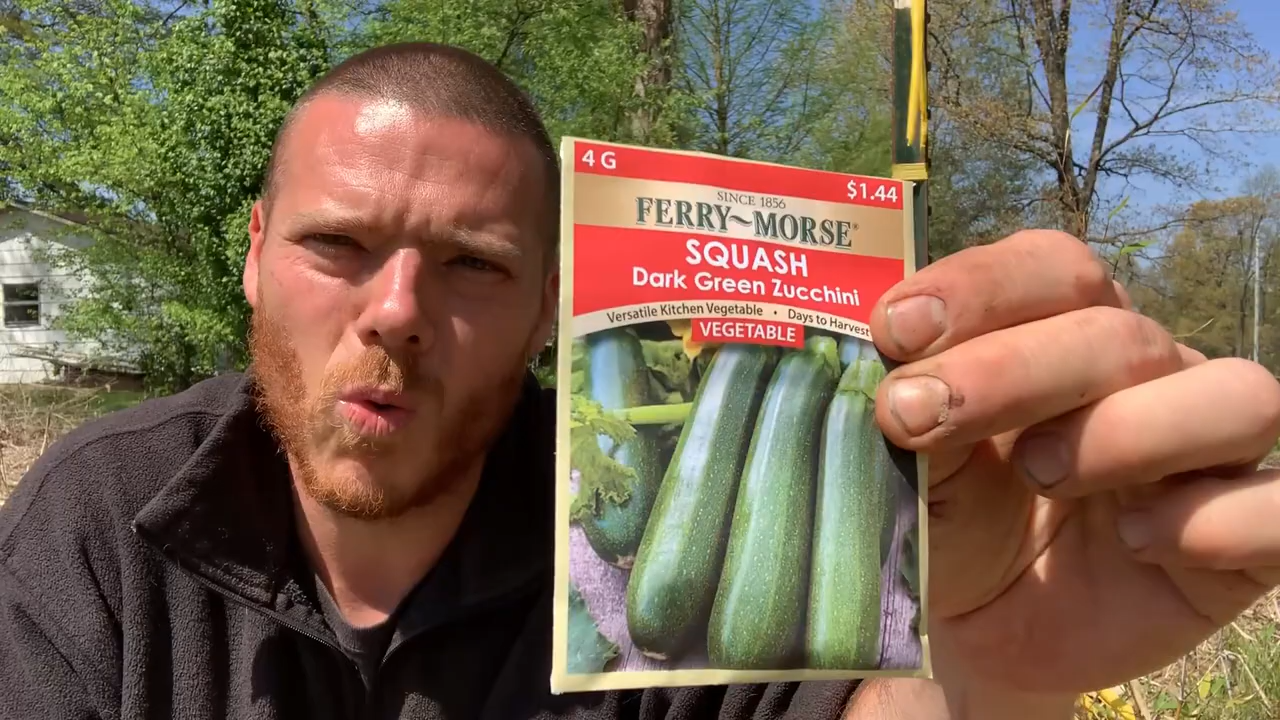 4 G $1.44
SINCE 1856
FERRY~MORSE®
SQUASH
Dark Green Zucchini
Versatile Kitchen Vegetable • Days to Harvest
VEGETABLE